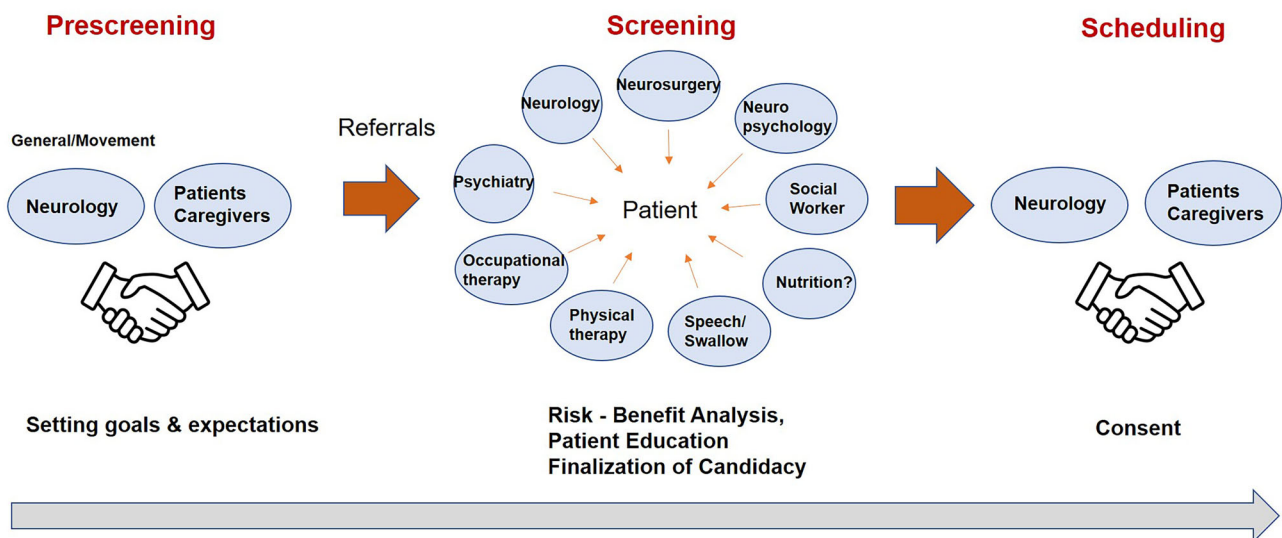 Prescreening
Screening
Scheduling
General/Movement
Neurology
Patients
Caregivers
Referrals
Neurology
Neurosurgery
Neuro
psychology
Psychiatry
Patient
Social
Worker
Occupational
therapy
Physical
therapy
Speech/
Swallow
Nutrition?
Neurology
Patients
Caregivers
Setting goals & expectations
Risk - Benefit Analysis,
Patient Education
Finalization of Candidacy
Consent